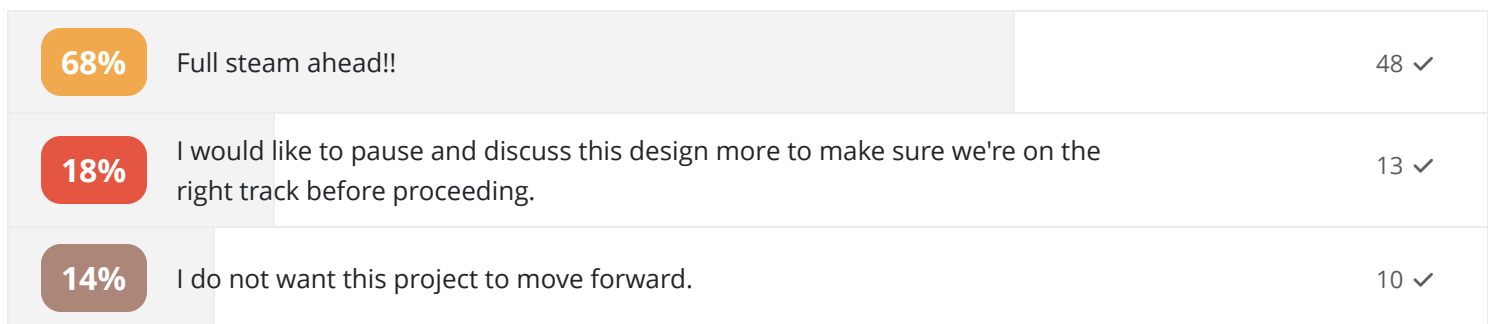 68% Full steam ahead!! 48
I would like to pause and discuss this design more to make sure we're on the
18% 13
right track before proceeding.
14% I do not want this project to move forward. 10